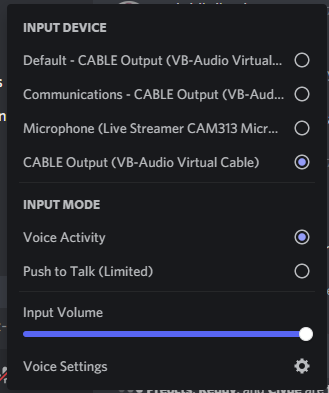 INPUT DEVICE
Default - CABLE Output (VB-Audio Virtual...
Communications - CABLE Output (VB-Aud...
Microphone (Live Streamer CAM313 Micr...
CABLE Output (VB-Audio Virtual Cable)
INPUT MODE
Voice Activity
Push to Talk (Limited)
Input Volume
Voice Settings